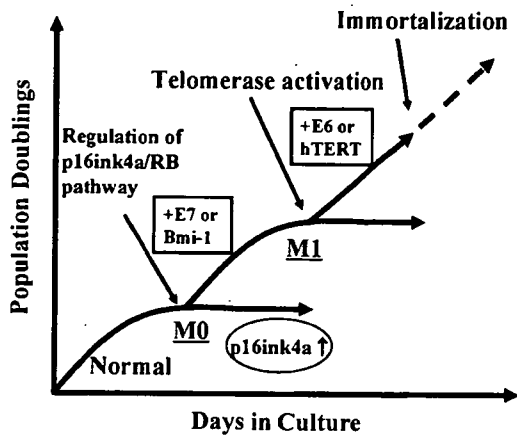 Immortalization
Telomerase activation
+E6 or
hTERT
Regulation of
p16ink4a/RB
pathway
+E7 or
Bmi-1
M1
M0
p16ink4a ↑
Normal
Population Doublings
Days in Culture